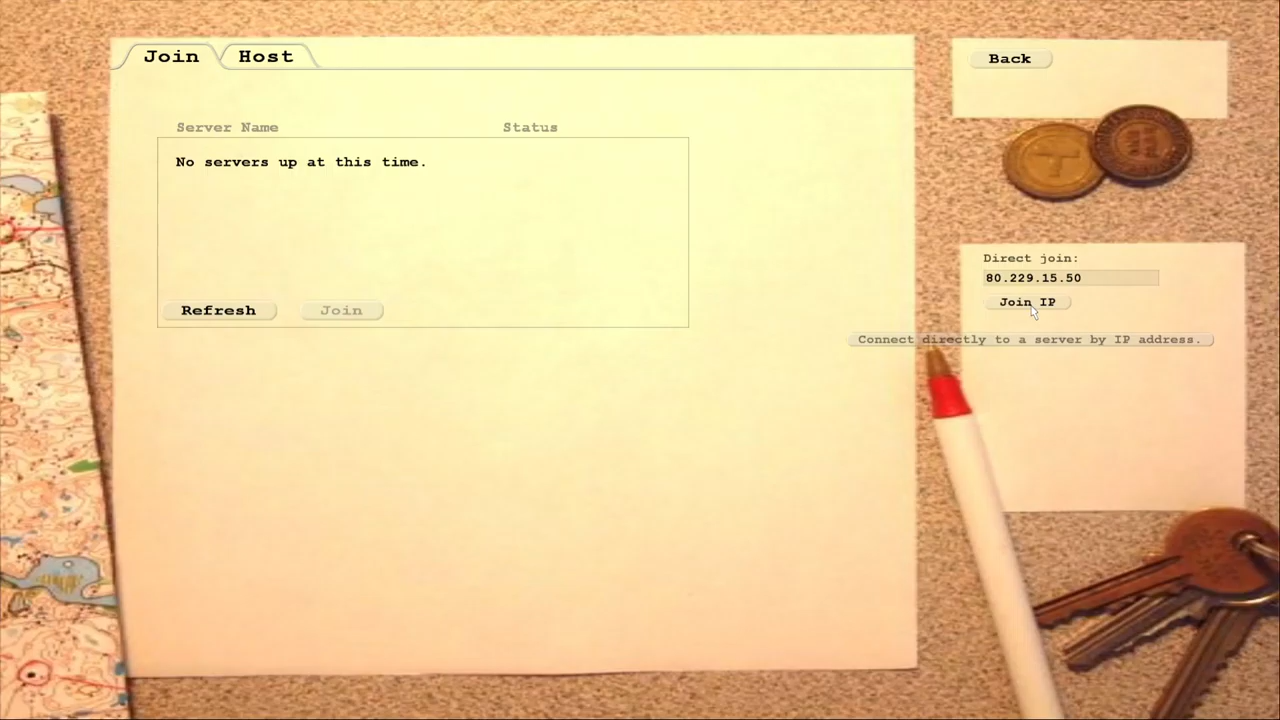 Join Host
Back
Server Name Status
No servers up at this time.
Refresh Join
Direct join:
80.229.15.50
Join IP
Connect directly to a server by IP address.